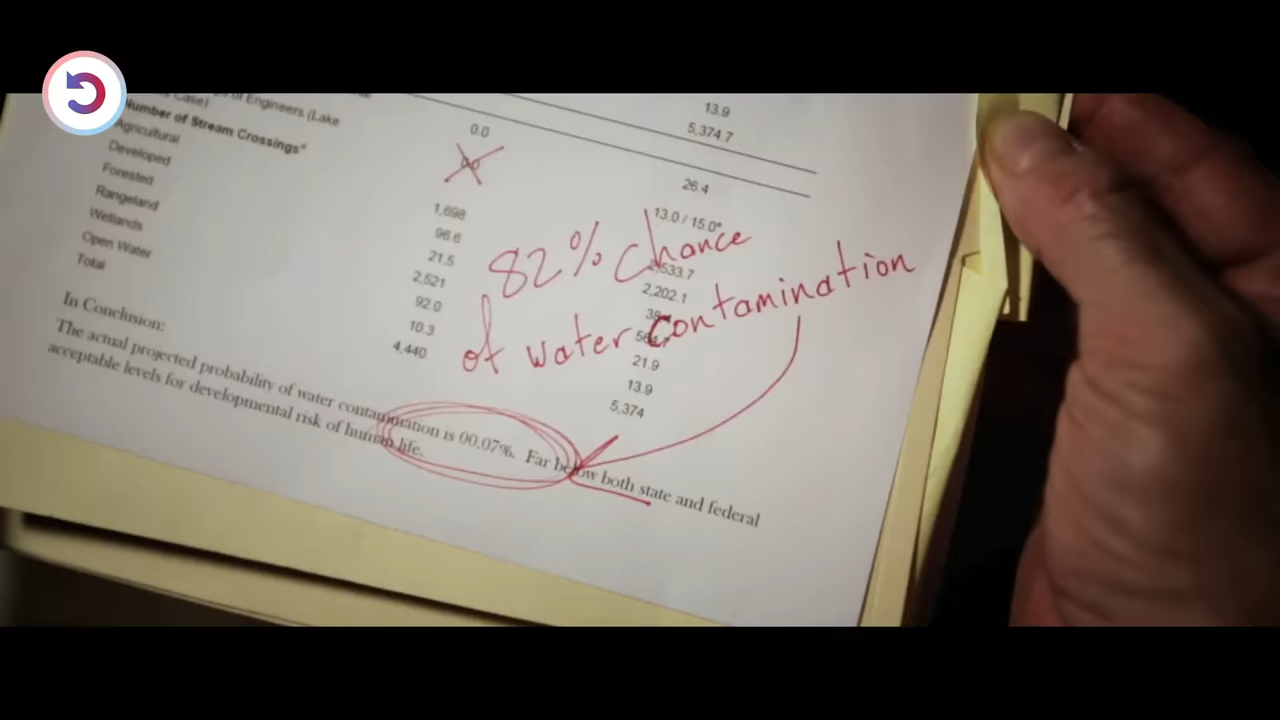 of Engineers (Lake
Case)
Number of Stream Crossings*
Agricultural
Developed
Forested
Rangeland
Wetlands
Open Water
Total
0.0
1,698
96.6
21.5
2,521
92.0
10.3
4,440
13.9
5,374.7
26.4
13.0 / 15.0*
2,533.7
2,202.1
21.9
13.9
5,374
82% chance
of water contamination
In Conclusion:
The actual projected probability of water contamination is 00.07%. Far below both state and federal
acceptable levels for developmental risk of human life.